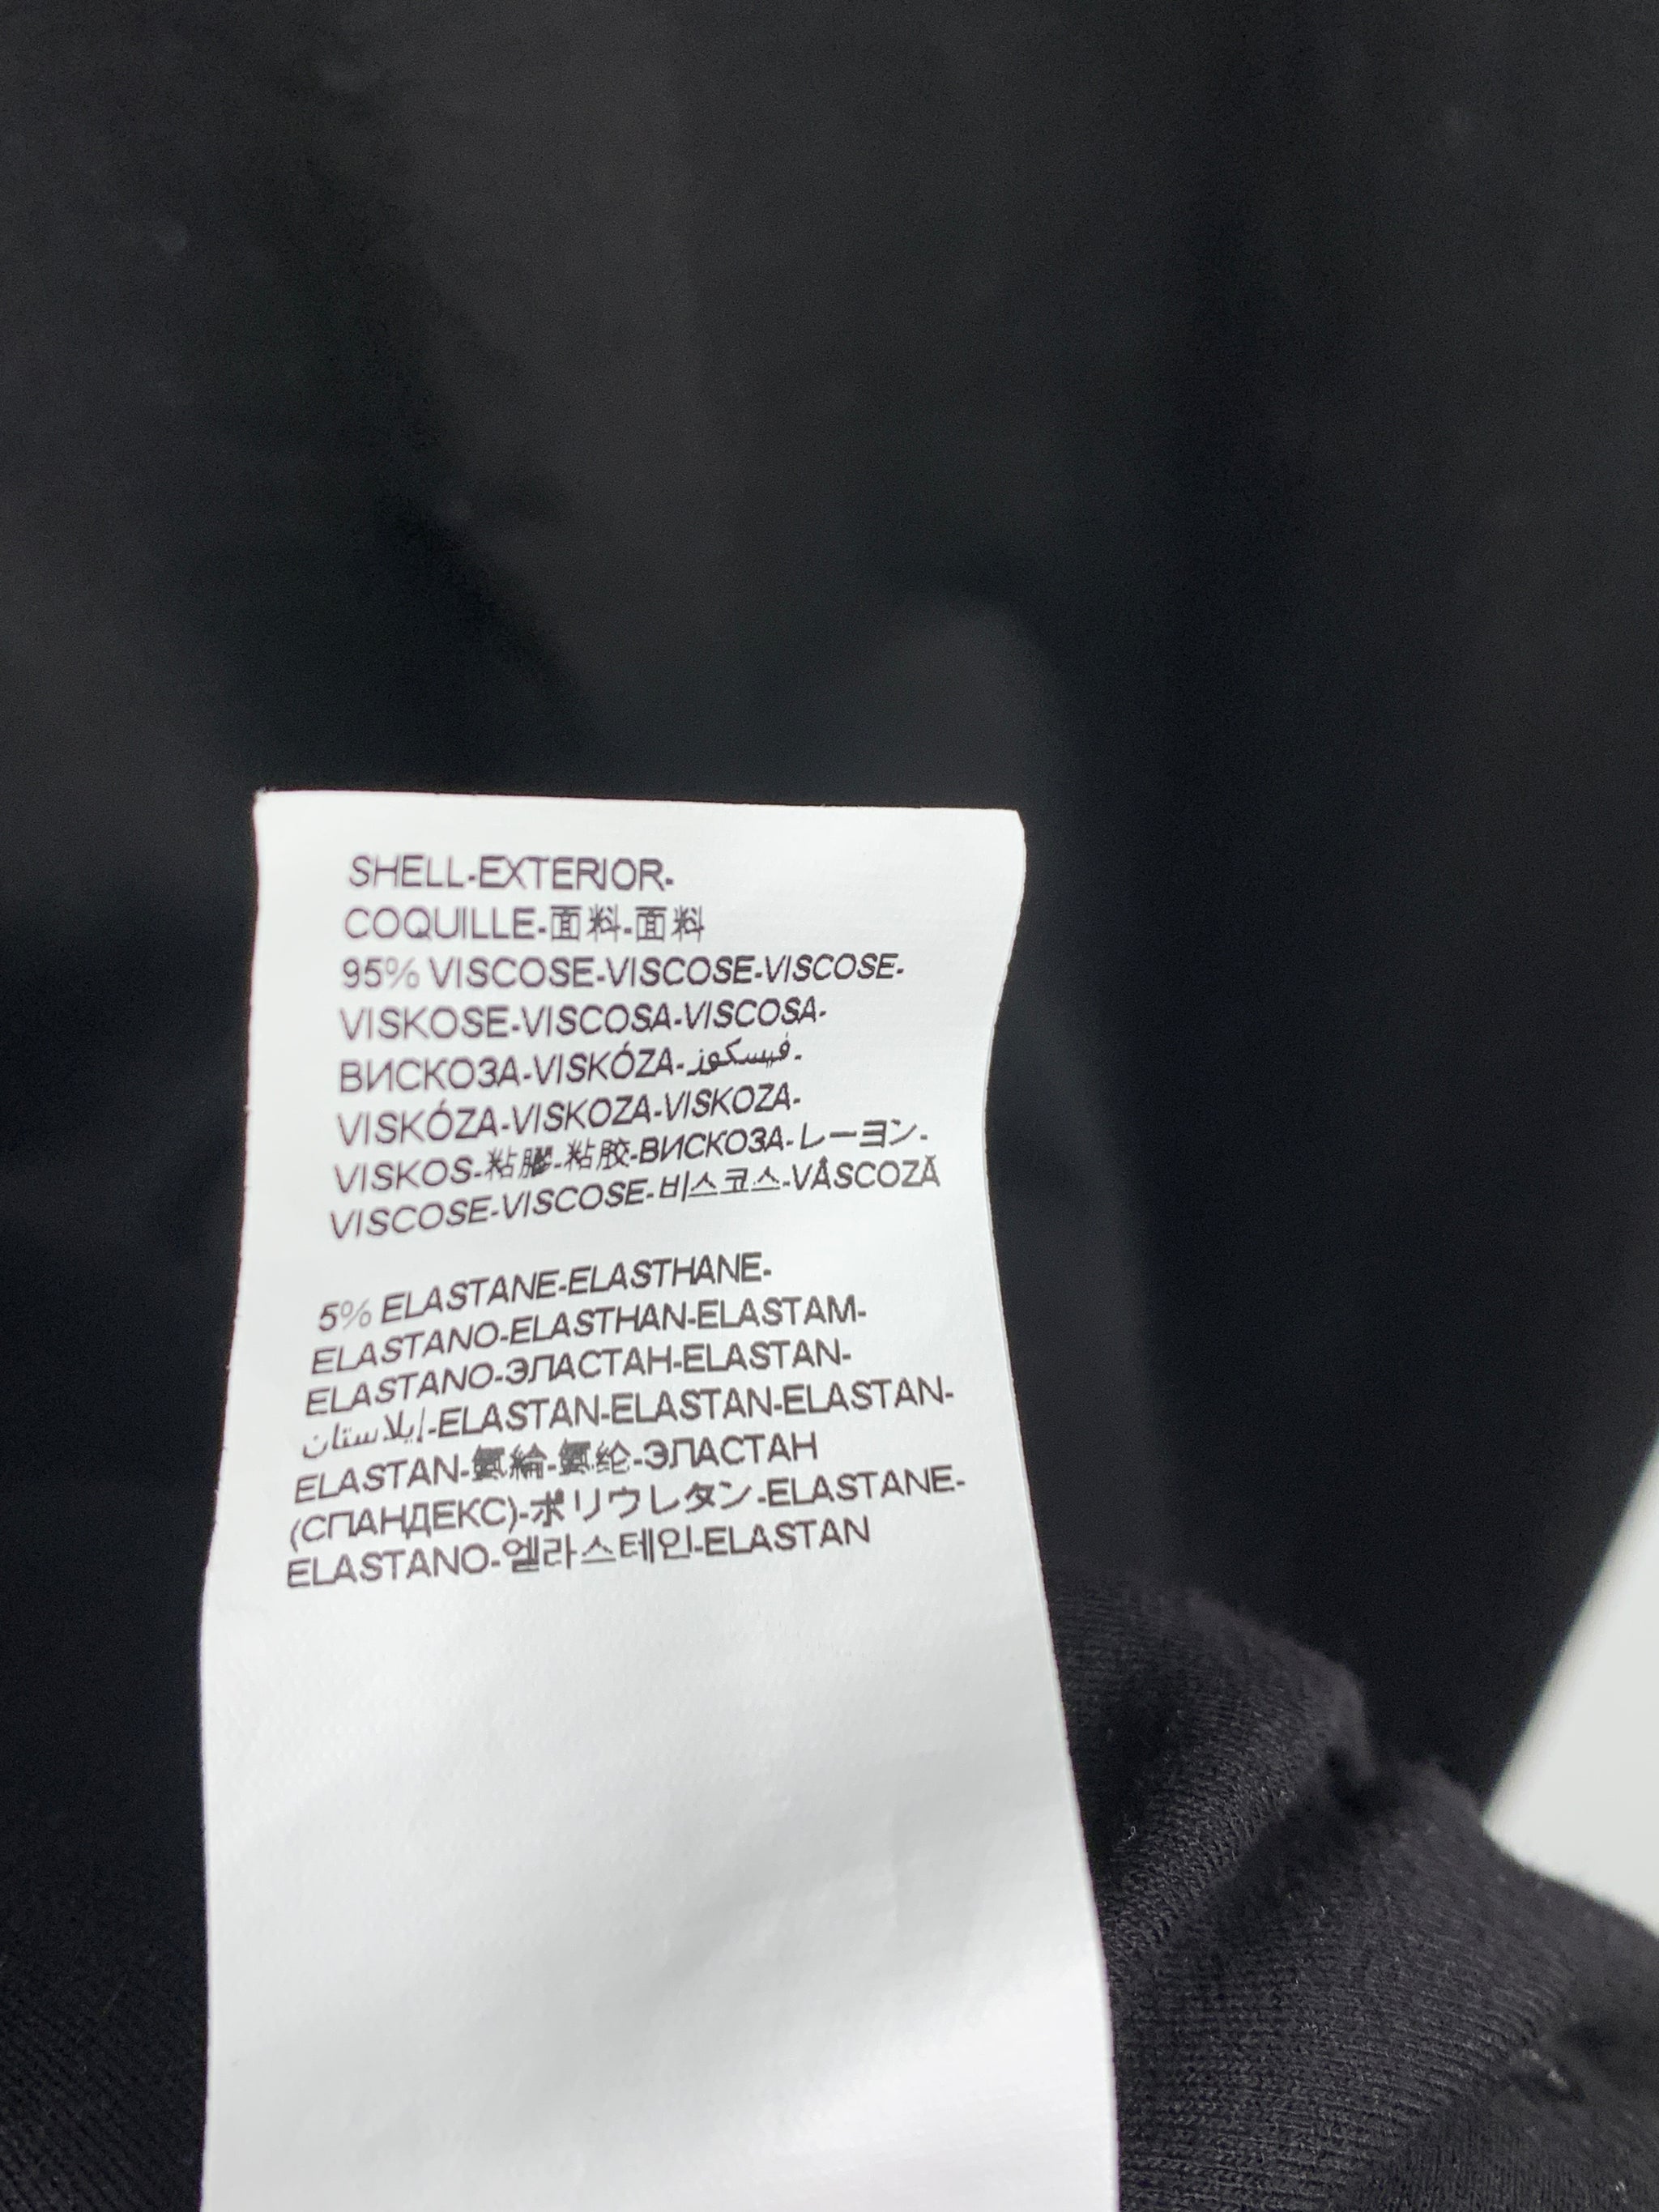 SHELL-EXTERIOR-
COQUILLE-面料-面料
95% VISCOSE-VISCOSE-VISCOSE-
VISKOSE-VISCOSA-VISCOSA-
ВИСКОЗА-VISKÓZA-فيسكوز-
VISKÓZA-VISKOZA-VISKOZA-
VISKOS-粘膠-粘胶-ВИСКОЗА-レーヨン-
VISCOSE-VISCOSE-비스코스-VÂSCOZĂ
5% ELASTANE-ELASTHANE-
ELASTANO-ELASTHAN-ELASTAM-
ELASTANO-ЭЛАСТАН-ELASTAN-
إيلاستان-ELASTAN-ELASTAN-ELASTAN-
ELASTAN-氨綸-氨纶-ЭЛАСТАН
(СПАНДЕКС)-ポリウレタン-ELASTANE-
ELASTANO-엘라스테인-ELASTAN